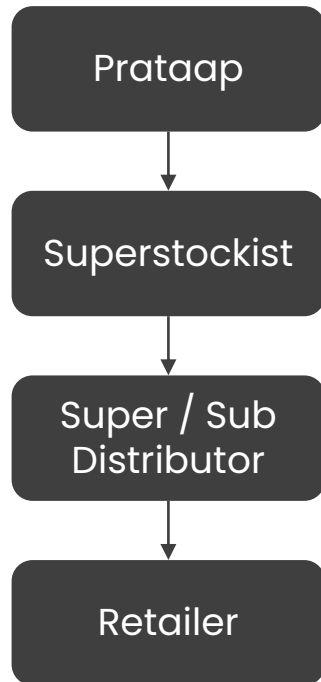 Prataap
Superstockist
Super / Sub
Distributor
Retailer